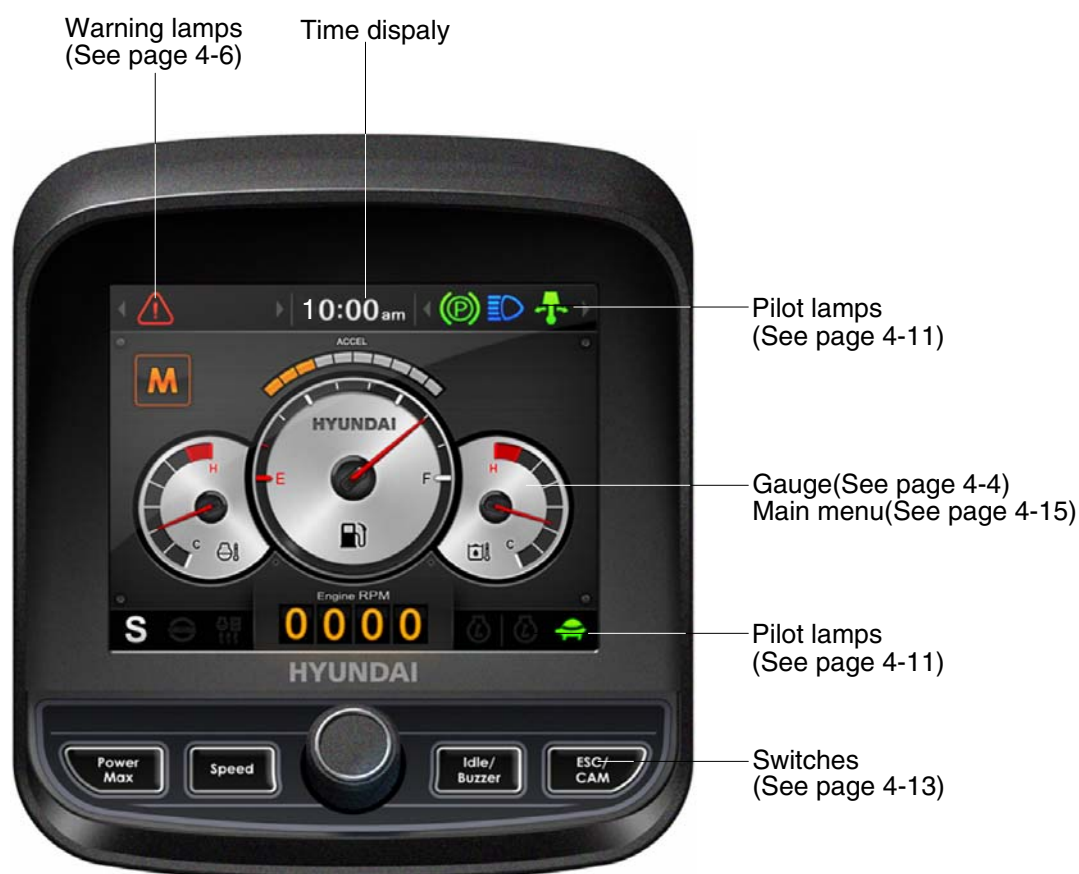 Warning lamps
(See page 4-6)
Time dispaly
10:00am
P
Pilot lamps
(See page 4-11)
ACCEL
M
HYUNDAI
H
E
F
H
C
C
Gauge(See page 4-4)
Main menu(See page 4-15)
Engine RPM
S
0000
Pilot lamps
(See page 4-11)
HYUNDAI
Power
Max
Speed
Idle/
Buzzer
ESC/
CAM
Switches
(See page 4-13)